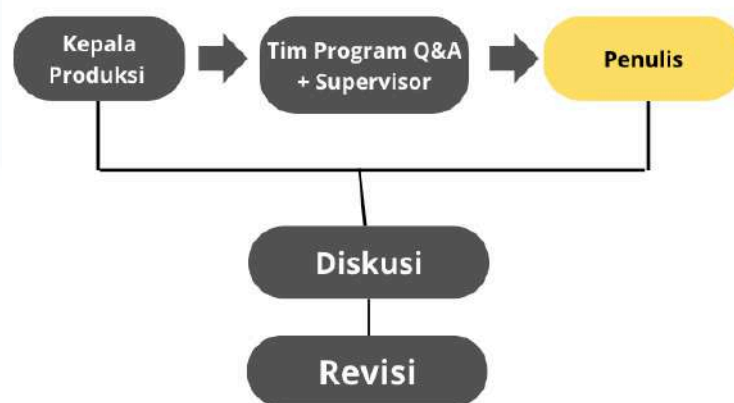 Kepala
Produksi
Tim Program Q&A
+ Supervisor
Penulis
Diskusi
Revisi